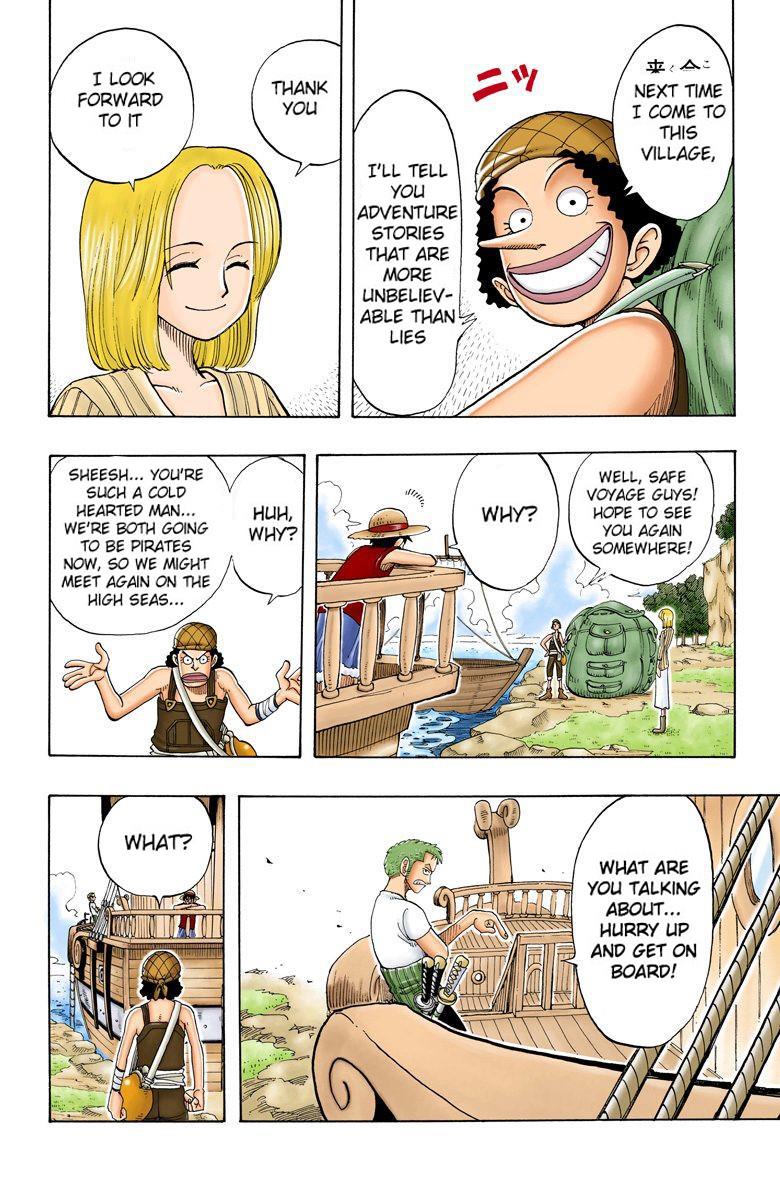 NEXT TIME
I COME TO
THIS
VILLAGE,
ニッ
I'LL TELL
YOU
ADVENTURE
STORIES
THAT ARE
MORE
UNBELIEV-
ABLE THAN
LIES
THANK
YOU
I LOOK
FORWARD
TO IT
WELL, SAFE
VOYAGE GUYS!
HOPE TO SEE
YOU AGAIN
SOMEWHERE!
WHY?
HUH,
WHY?
SHEESH... YOU'RE
SUCH A COLD
HEARTED MAN...
WE'RE BOTH GOING
TO BE PIRATES
NOW, SO WE MIGHT
MEET AGAIN ON THE
HIGH SEAS...
WHAT ARE
YOU TALKING
ABOUT...
HURRY UP
AND GET ON
BOARD!
WHAT?